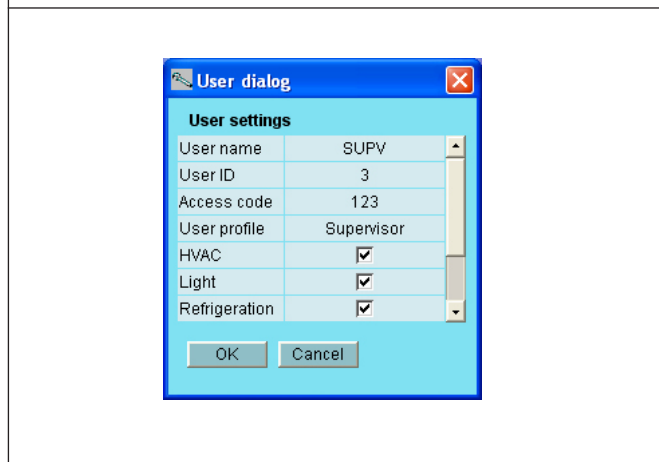 User dialog
User settings
User name SUPV
User ID 3
Access code 123
User profile Supervisor
HVAC
Light
Refrigeration
OK Cancel